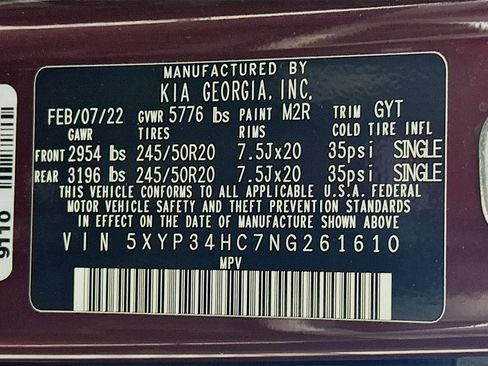 MANUFACTURED BY
KIA GEORGIA, INC.
FEB/07/22 GVWR 5776 lbs PAINT M2R TRIM GYT
GAWR TIRES RIMS COLD TIRE INFL
FRONT 2954 lbs 245/50R20 7.5Jx20 35psi SINGLE
REAR 3196 lbs 245/50R20 7.5Jx20 35psi SINGLE
THIS VEHICLE CONFORMS TO ALL APPLICABLE U.S.A. FEDERAL
MOTOR VEHICLE SAFETY AND THEFT PREVENTION STANDARDS
IN EFFECT ON THE DATE OF MANUFACTURE SHOWN ABOVE
VIN 5XYP34HC7NG261610
MPV
9110